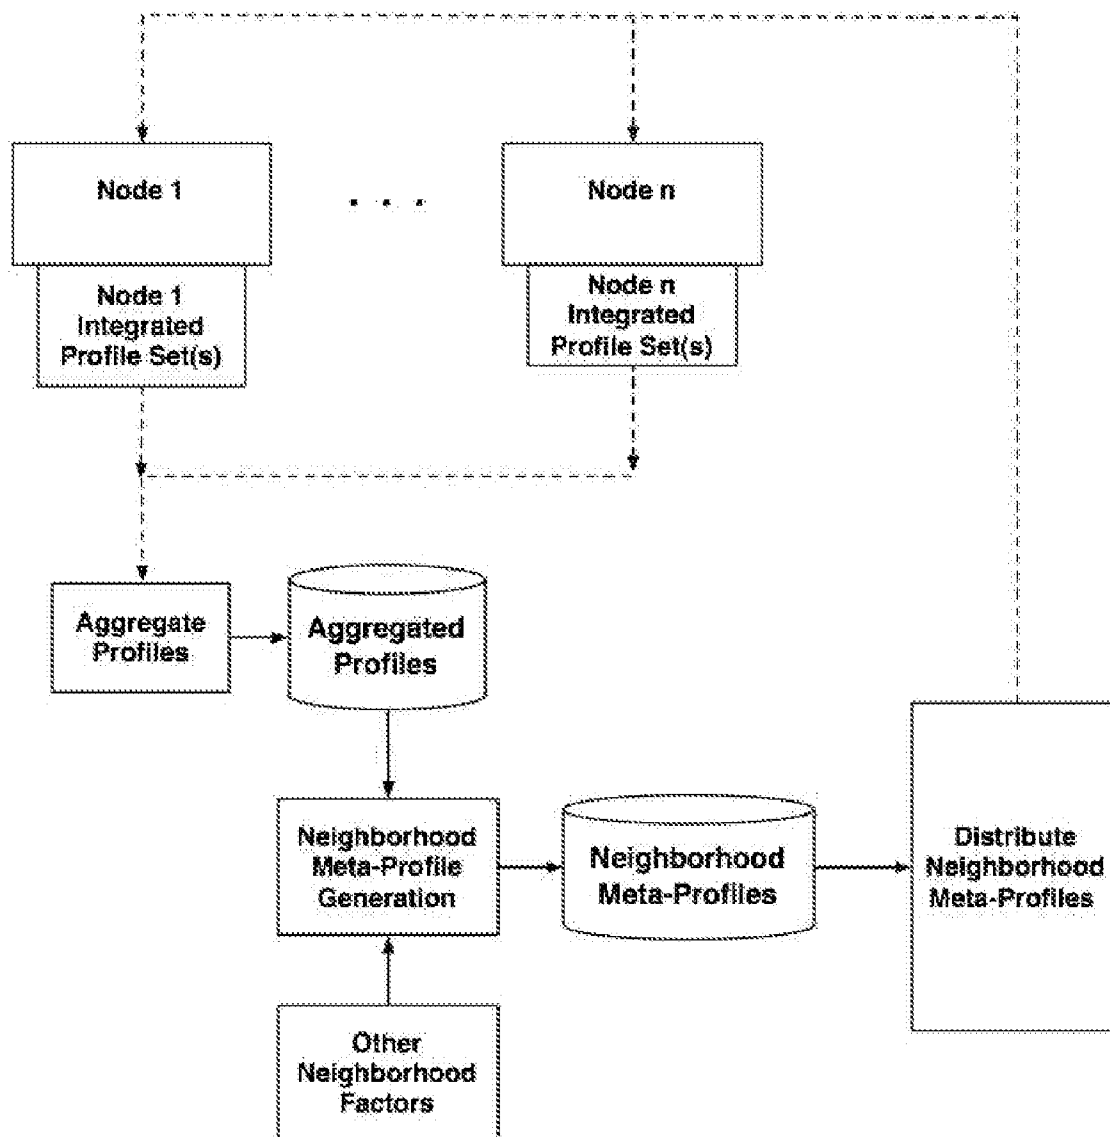 Node 1
. . .
Node n
Node 1
Integrated
Profile Set(s)
Node n
Integrated
Profile Set(s)
Aggregate
Profiles
Aggregated
Profiles
Neighborhood
Meta-Profile
Generation
Neighborhood
Meta-Profiles
Distribute
Neighborhood
Meta-Profiles
Other
Neighborhood
Factors